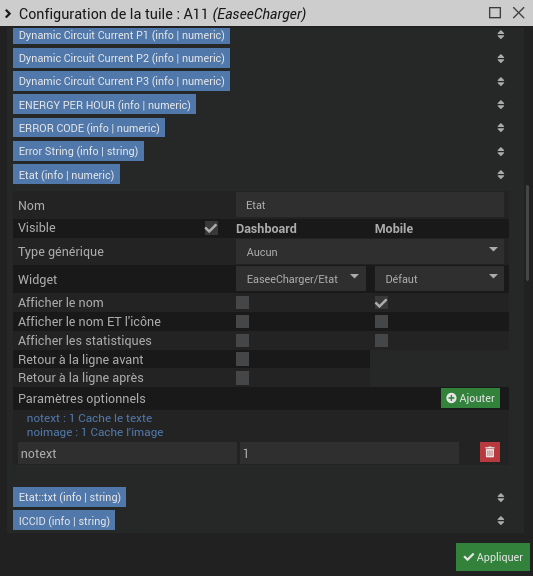 Configuration de la tuile : A11 (EaseeCharger)
Dynamic Circuit Current P1 (info | numeric)
Dynamic Circuit Current P2 (info | numeric)
Dynamic Circuit Current P3 (info | numeric)
ENERGY PER HOUR (info | numeric)
ERROR CODE (info | numeric)
Error String (info | string)
Etat (info | numeric)
Nom Etat
Visible Dashboard Mobile
Type générique Aucun
Widget EaseeCharger/Etat Défaut
Afficher le nom
Afficher le nom ET l'icône
Afficher les statistiques
Retour à la ligne avant
Retour à la ligne après
Paramètres optionnels Ajouter
notext : 1 Cache le texte
noimage : 1 Cache l'image
notext 1
Etat::txt (info | string)
ICCID (info | string)
Appliquer